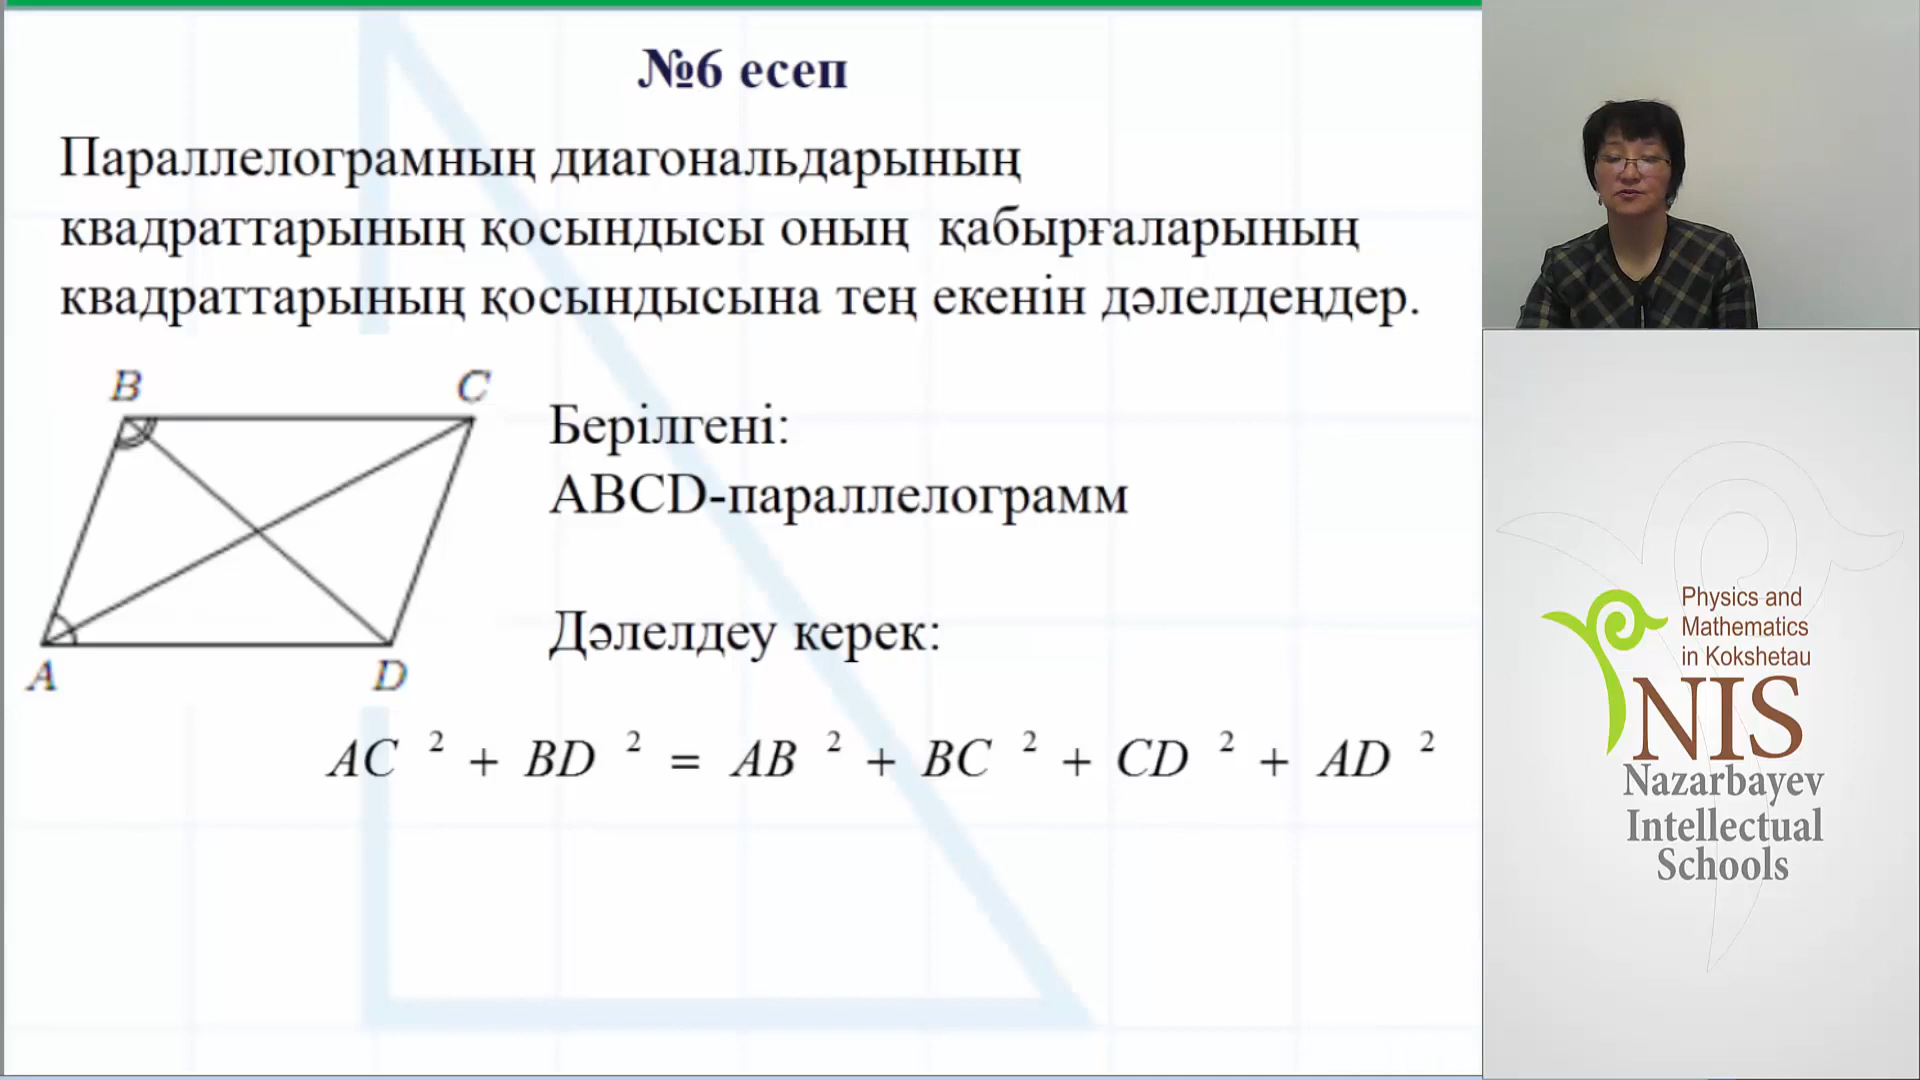 №6 есеп
Параллелограмның диагональдарының
квадраттарының қосындысы оның қабырғаларының
квадраттарының қосындысына тең екенін дәлелдеңдер.
B C
Берілгені:
ABCD-параллелограмм
Дәлелдеу керек:
A D
AC ² + BD ² = AB ² + BC ² + CD ² + AD ²
Physics and
Mathematics
in Kokshetau
NIS
Nazarbayev
Intellectual
Schools